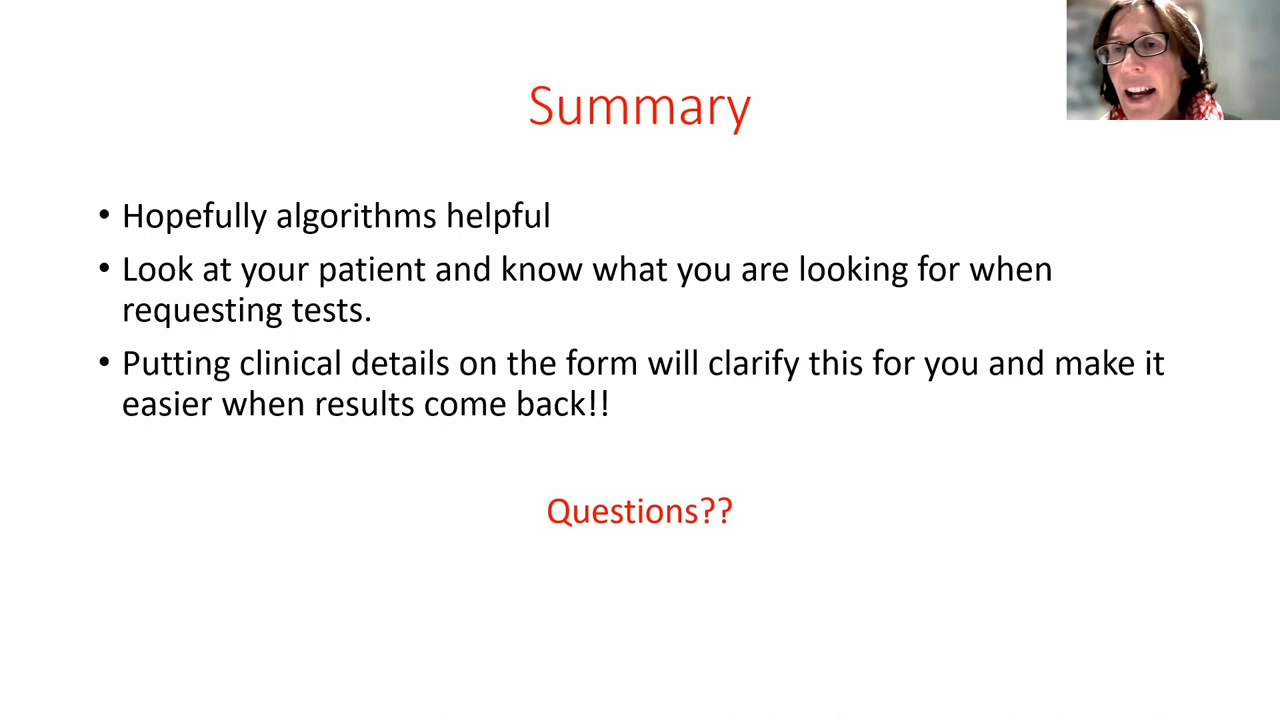 Summary
• Hopefully algorithms helpful
• Look at your patient and know what you are looking for when
requesting tests.
• Putting clinical details on the form will clarify this for you and make it
easier when results come back!!
Questions??